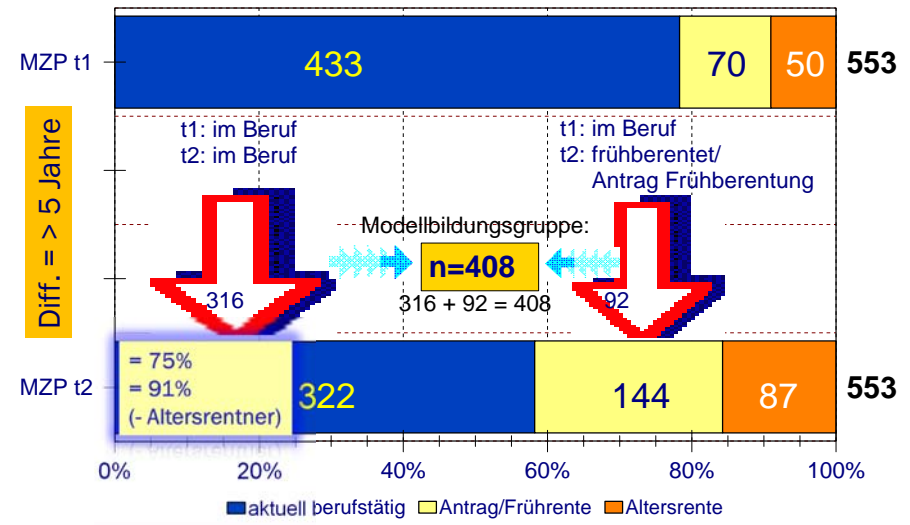 MZP t1
433
70
50
553
Diff. = > 5 Jahre
t1: im Beruf
t2: im Beruf
t1: im Beruf
t2: frühberentet/
Antrag Frühberentung
Modellbildungsgruppe:
n=408
316 + 92 = 408
316
92
MZP t2
= 75%
= 91%
(- Altersrentner)
322
144
87
553
0%
20%
40%
60%
80%
100%
aktuell berufstätig
Antrag/Frührente
Altersrente